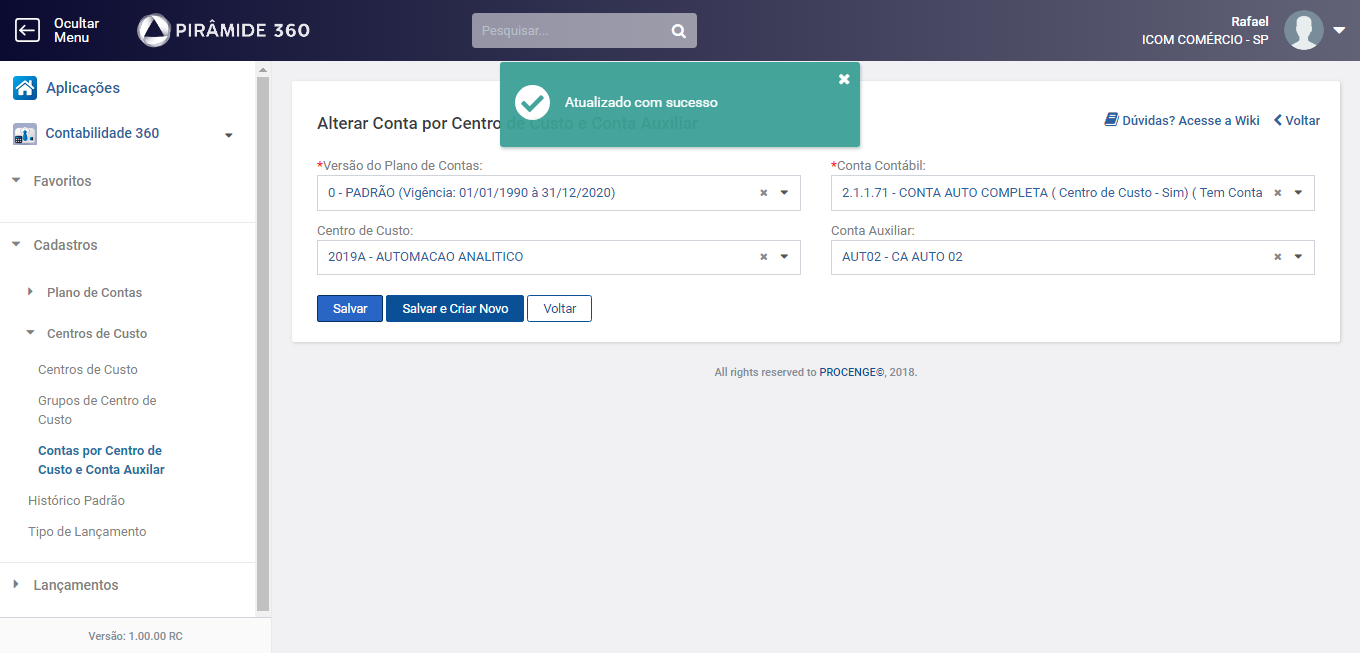 Ocultar
Menu
PIRÂMIDE 360
Pesquisar...
Rafael
ICOM COMÉRCIO - SP
Aplicações
Contabilidade 360
Favoritos
Cadastros
Plano de Contas
Centros de Custo
Centros de Custo
Grupos de Centro de
Custo
Contas por Centro de
Custo e Conta Auxilar
Histórico Padrão
Tipo de Lançamento
Lançamentos
Versão: 1.00.00 RC
Atualizado com sucesso
Alterar Conta por Centro de Custo e Conta Auxiliar
Dúvidas? Acesse a Wiki
Voltar
*Versão do Plano de Contas:
0 - PADRÃO (Vigência: 01/01/1990 à 31/12/2020)
*Conta Contábil:
2.1.1.71 - CONTA AUTO COMPLETA ( Centro de Custo - Sim) ( Tem Conta
Centro de Custo:
2019A - AUTOMACAO ANALITICO
Conta Auxiliar:
AUT02 - CA AUTO 02
Salvar
Salvar e Criar Novo
Voltar
All rights reserved to PROCENGE©, 2018.